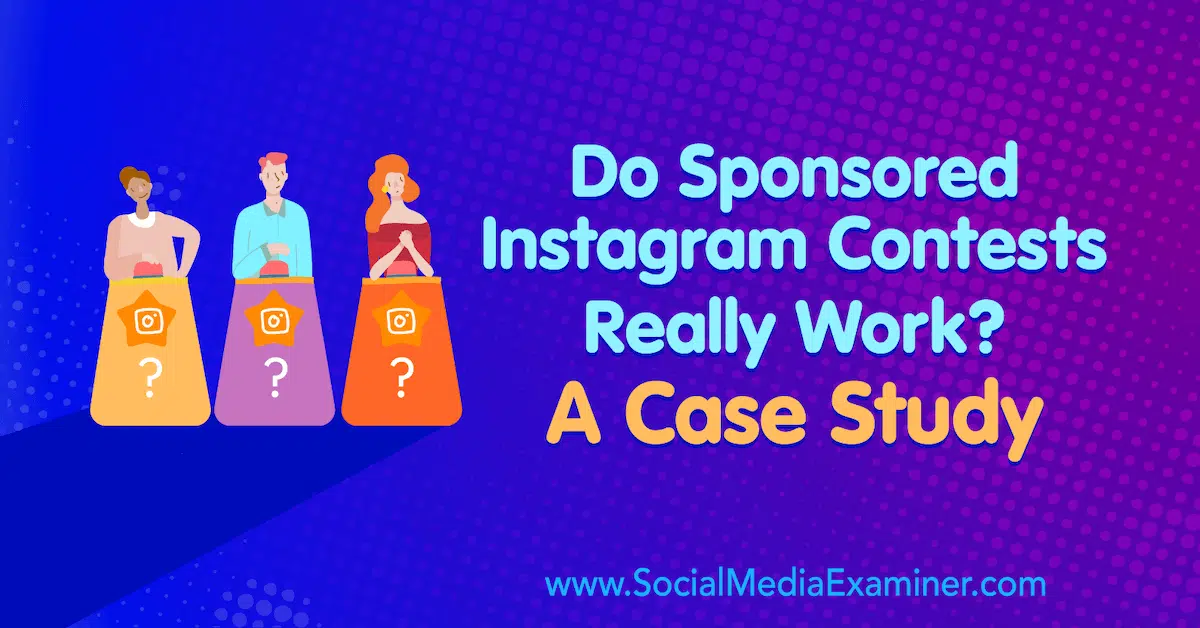 Do Sponsored
Instagram Contests
Really Work?
A Case Study
? ? ?
www.SocialMediaExaminer.com